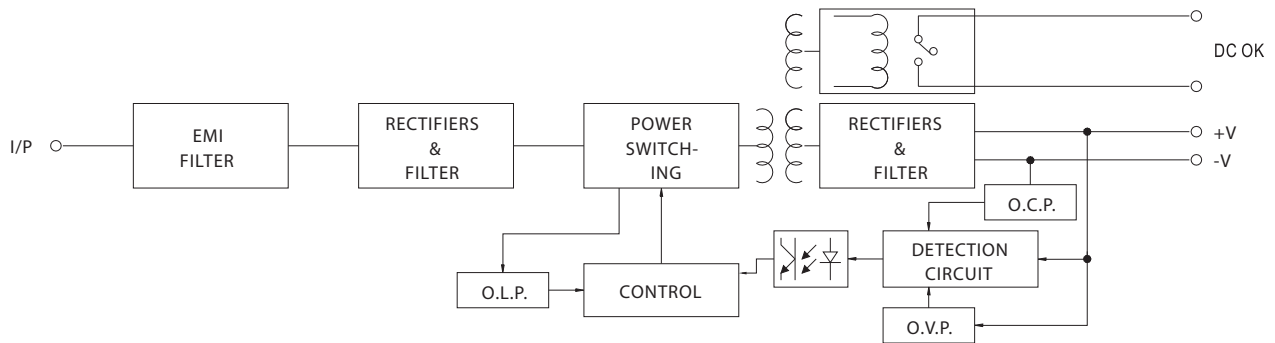 DC OK
I/P
EMI
FILTER
RECTIFIERS
&
FILTER
POWER
SWITCH-
ING
RECTIFIERS
&
FILTER
+V
-V
O.C.P.
DETECTION
CIRCUIT
O.L.P.
CONTROL
O.V.P.